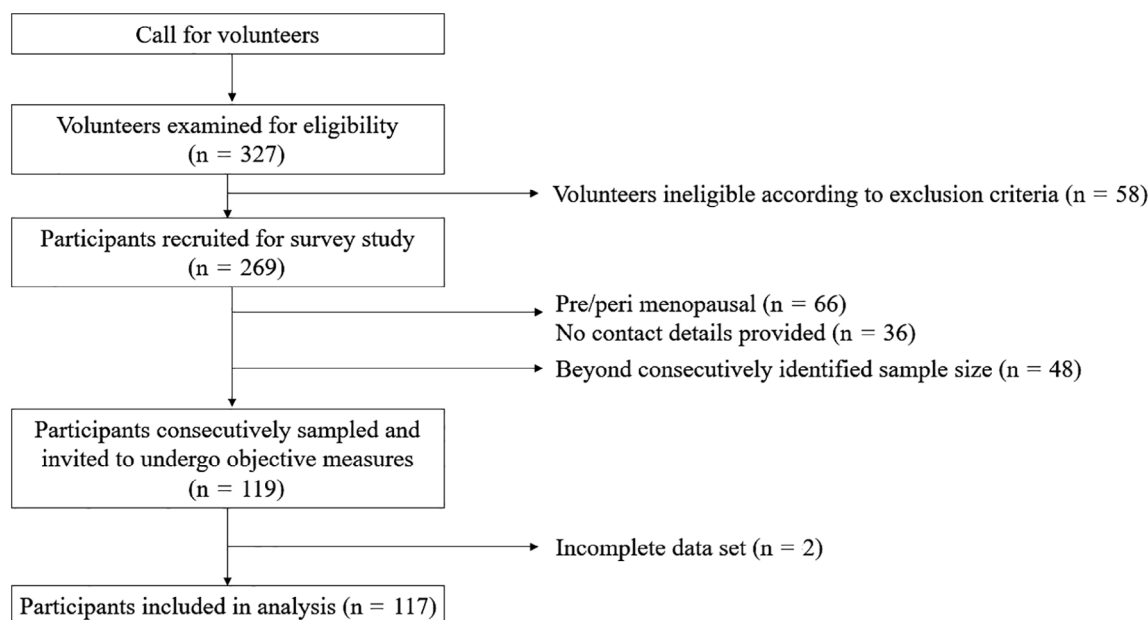 Call for volunteers
Volunteers examined for eligibility
(n = 327)
Volunteers ineligible according to exclusion criteria (n = 58)
Participants recruited for survey study
(n = 269)
Pre/peri menopausal (n = 66)
No contact details provided (n = 36)
Beyond consecutively identified sample size (n = 48)
Participants consecutively sampled and
invited to undergo objective measures
(n = 119)
Incomplete data set (n = 2)
Participants included in analysis (n = 117)